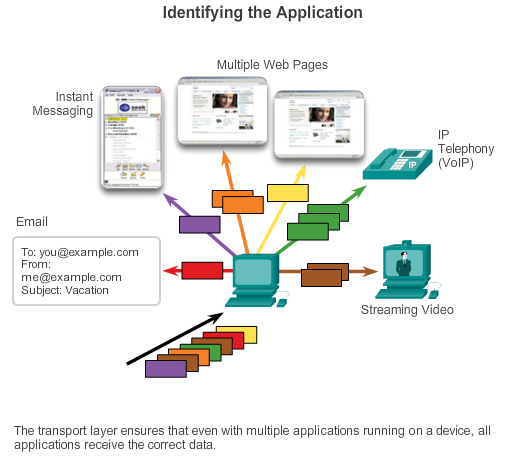 Identifying the Application
Multiple Web Pages
Instant
Messaging
IP
Telephony
(VoIP)
IP
Email
To: you@example.com
From:
me@example.com
Subject: Vacation
Streaming Video
The transport layer ensures that even with multiple applications running on a device, all
applications receive the correct data.